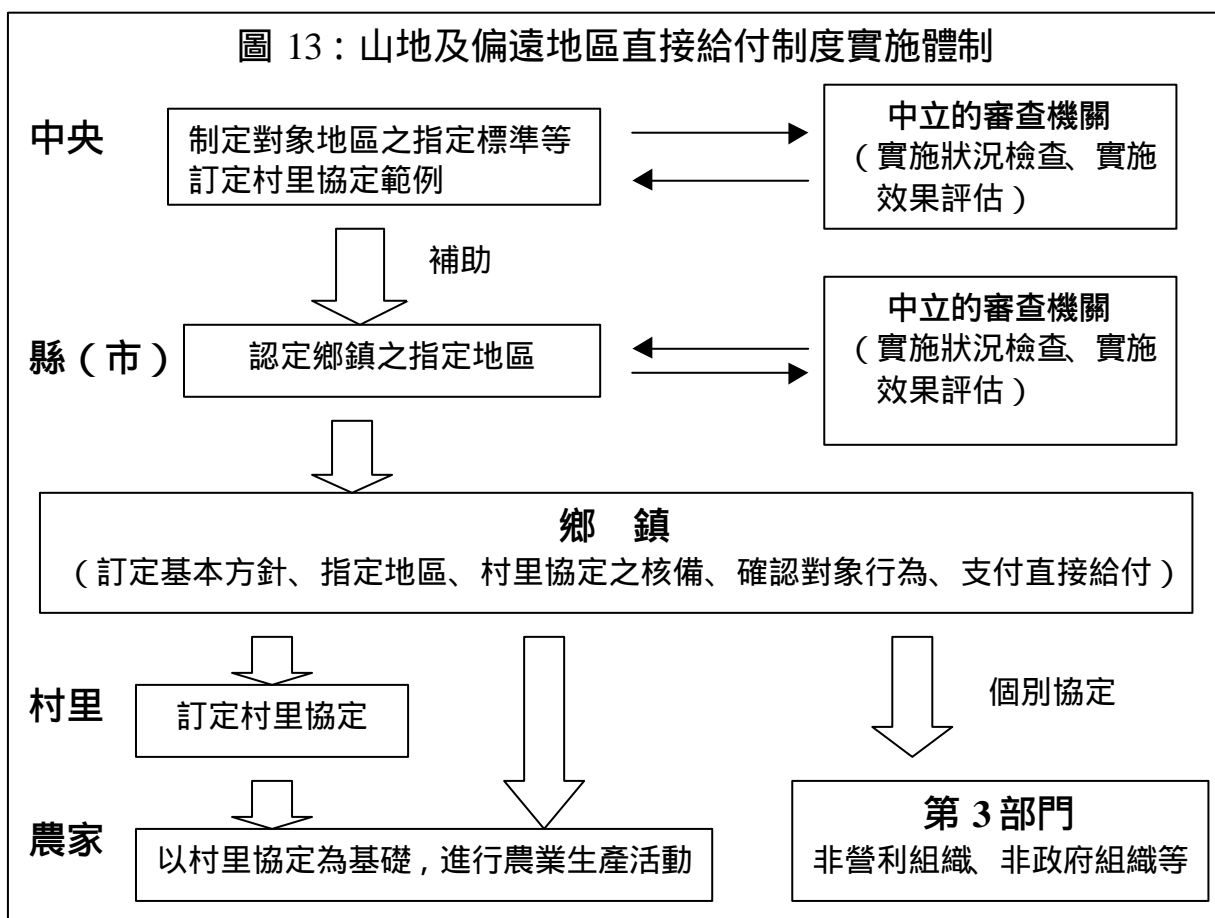 圖 13：山地及偏遠地區直接給付制度實施體制
中央
制定對象地區之指定標準等
訂定村里協定範例
中立的審查機關
（實施狀況檢查、實施
效果評估）
補助
縣（市）
認定鄉鎮之指定地區
中立的審查機關
（實施狀況檢查、實施
效果評估）
鄉　鎮
（訂定基本方針、指定地區、村里協定之核備、確認對象行為、支付直接給付）
村里
訂定村里協定
個別協定
農家
以村里協定為基礎，進行農業生產活動
第 3 部門
非營利組織、非政府組織等